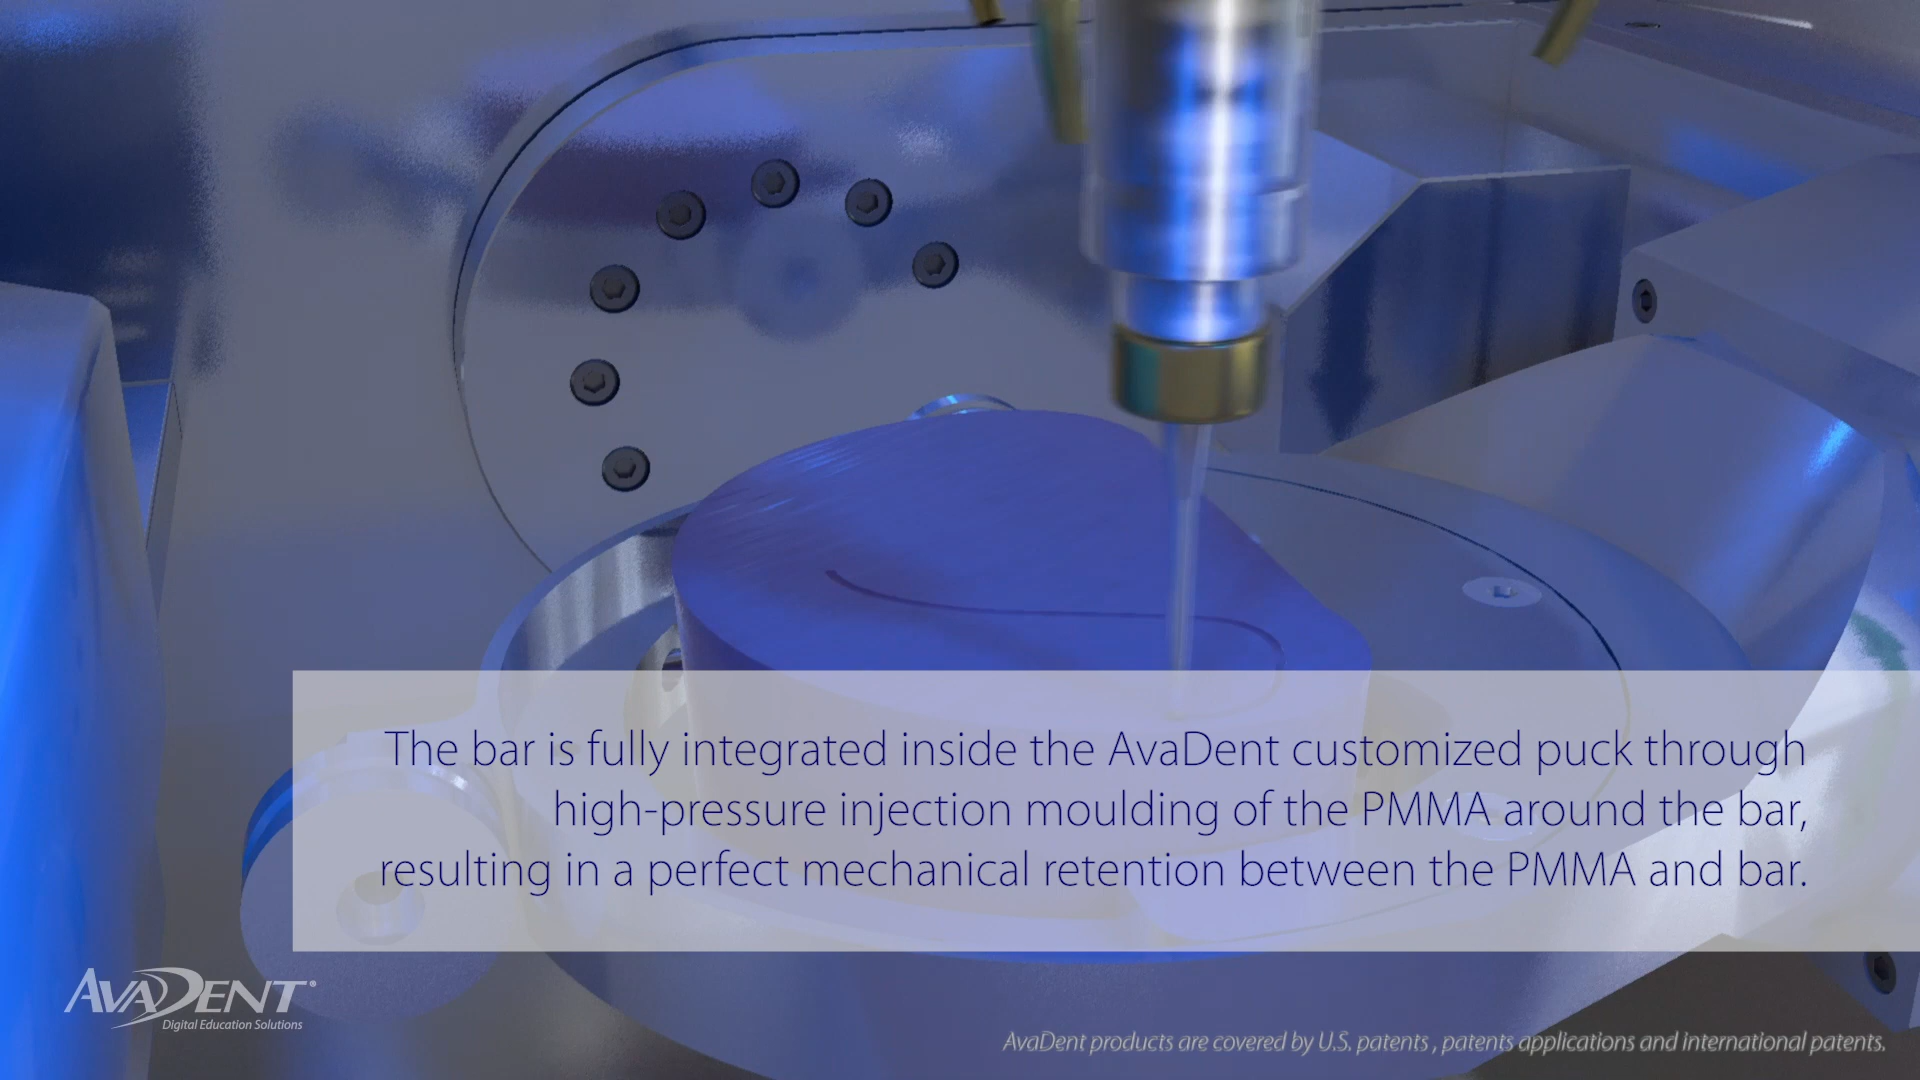 The bar is fully integrated inside the AvaDent customized puck through
high-pressure injection moulding of the PMMA around the bar,
resulting in a perfect mechanical retention between the PMMA and bar.
AVADENT®
Digital Education Solutions
AvaDent products are covered by U.S. patents , patents applications and international patents.